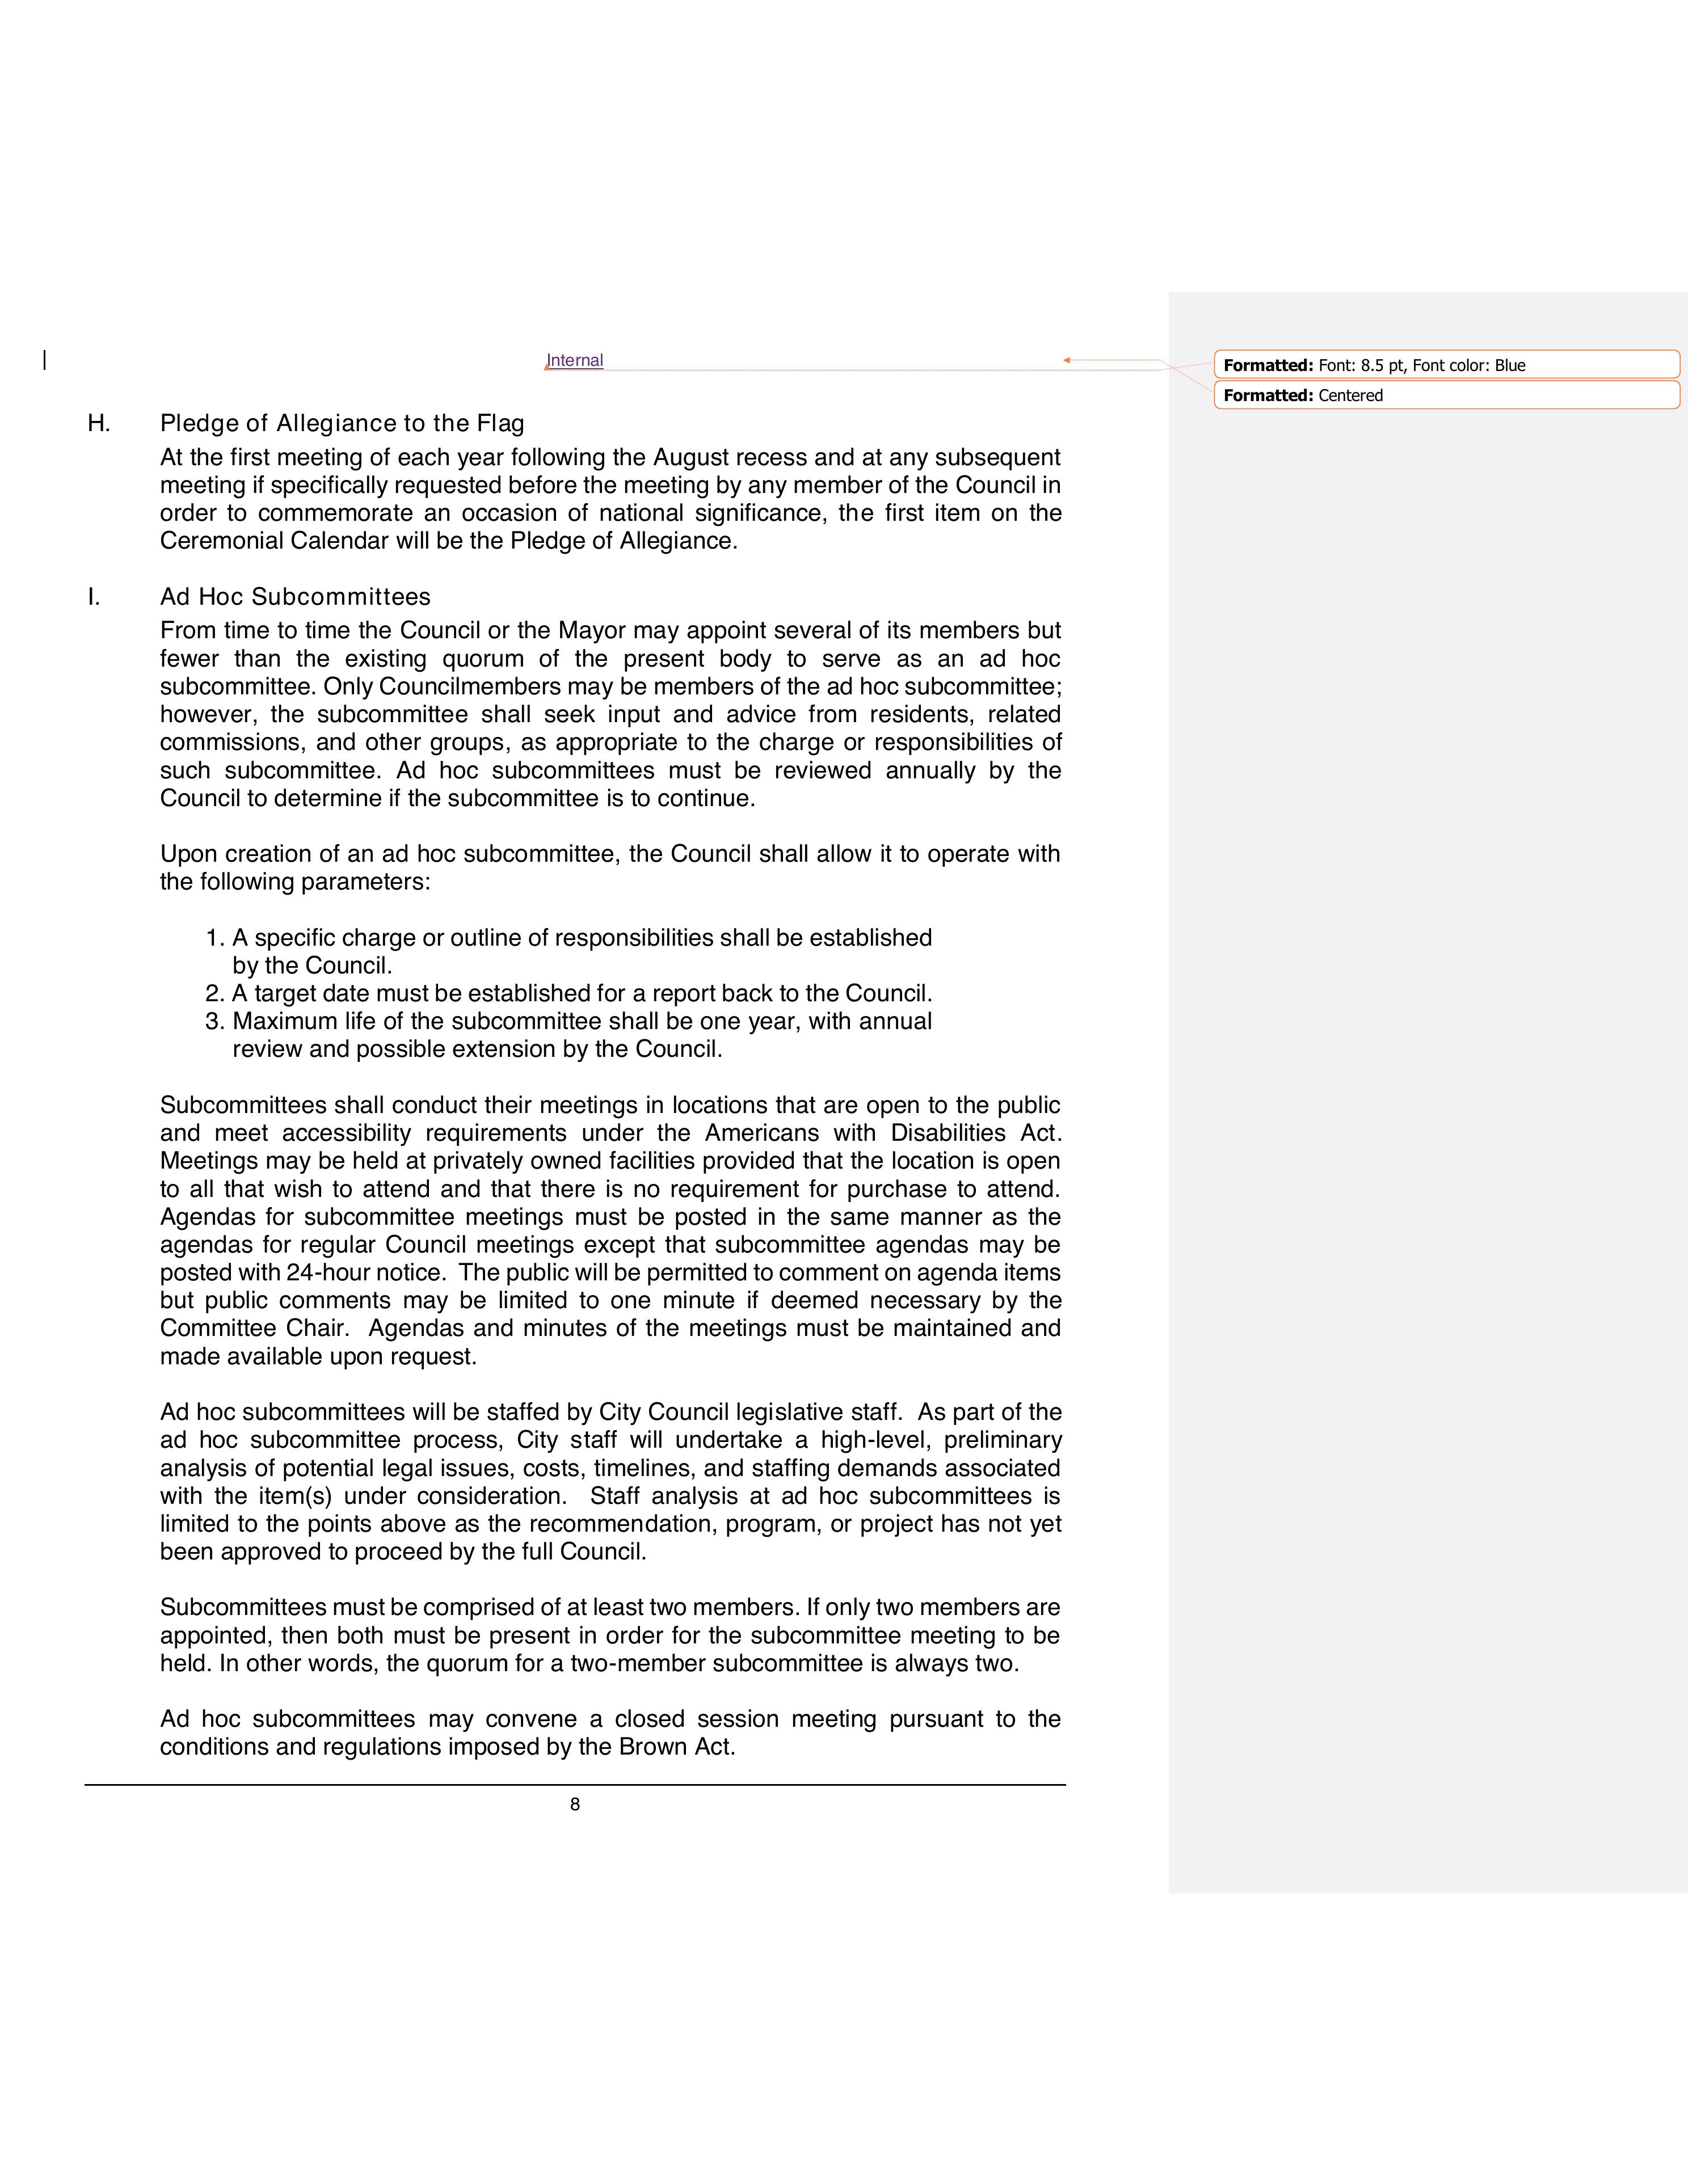 Internal
Formatted: Font: 8.5 pt, Font color: Blue
Formatted: Centered
H. Pledge of Allegiance to the Flag
At the first meeting of each year following the August recess and at any subsequent
meeting if specifically requested before the meeting by any member of the Council in
order to commemorate an occasion of national significance, the first item on the
Ceremonial Calendar will be the Pledge of Allegiance.
I. Ad Hoc Subcommittees
From time to time the Council or the Mayor may appoint several of its members but
fewer than the existing quorum of the present body to serve as an ad hoc
subcommittee. Only Councilmembers may be members of the ad hoc subcommittee;
however, the subcommittee shall seek input and advice from residents, related
commissions, and other groups, as appropriate to the charge or responsibilities of
such subcommittee. Ad hoc subcommittees must be reviewed annually by the
Council to determine if the subcommittee is to continue.
Upon creation of an ad hoc subcommittee, the Council shall allow it to operate with
the following parameters:
1. A specific charge or outline of responsibilities shall be established
by the Council.
2. A target date must be established for a report back to the Council.
3. Maximum life of the subcommittee shall be one year, with annual
review and possible extension by the Council.
Subcommittees shall conduct their meetings in locations that are open to the public
and meet accessibility requirements under the Americans with Disabilities Act.
Meetings may be held at privately owned facilities provided that the location is open
to all that wish to attend and that there is no requirement for purchase to attend.
Agendas for subcommittee meetings must be posted in the same manner as the
agendas for regular Council meetings except that subcommittee agendas may be
posted with 24-hour notice. The public will be permitted to comment on agenda items
but public comments may be limited to one minute if deemed necessary by the
Committee Chair. Agendas and minutes of the meetings must be maintained and
made available upon request.
Ad hoc subcommittees will be staffed by City Council legislative staff. As part of the
ad hoc subcommittee process, City staff will undertake a high-level, preliminary
analysis of potential legal issues, costs, timelines, and staffing demands associated
with the item(s) under consideration. Staff analysis at ad hoc subcommittees is
limited to the points above as the recommendation, program, or project has not yet
been approved to proceed by the full Council.
Subcommittees must be comprised of at least two members. If only two members are
appointed, then both must be present in order for the subcommittee meeting to be
held. In other words, the quorum for a two-member subcommittee is always two.
Ad hoc subcommittees may convene a closed session meeting pursuant to the
conditions and regulations imposed by the Brown Act.
8